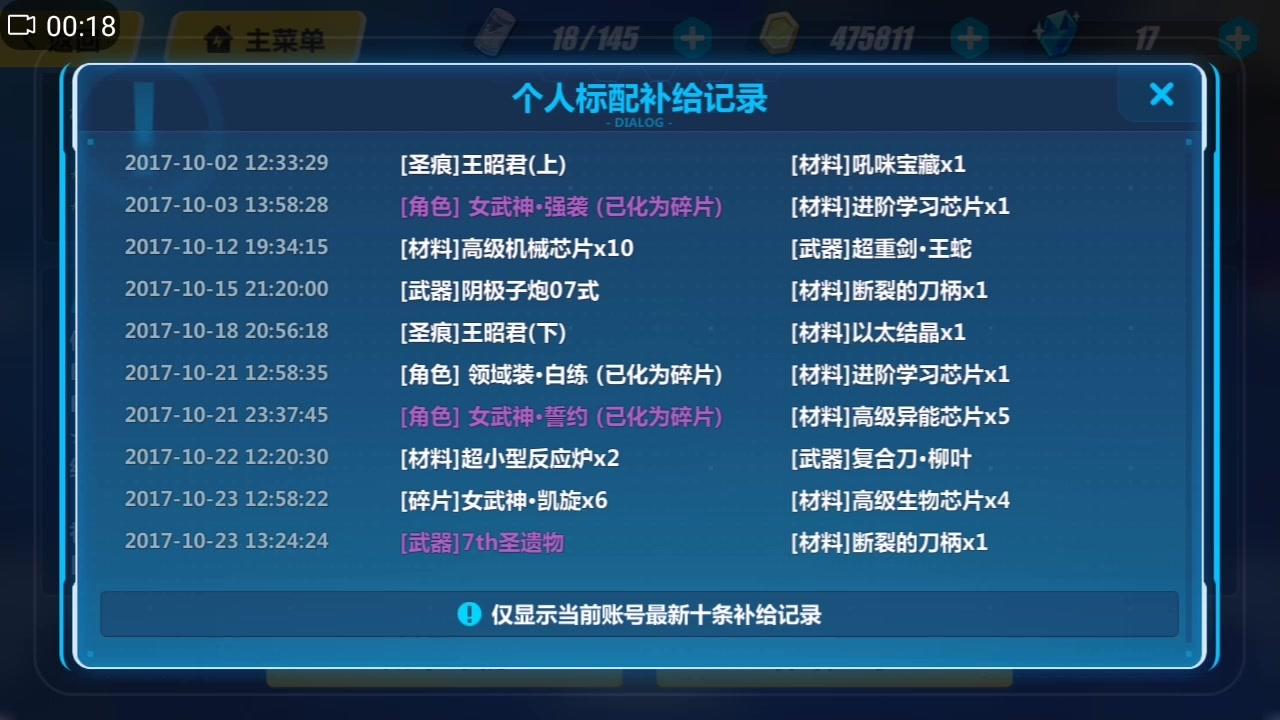 00:18
返回
主菜单
18/145
475811
17
个人标配补给记录
- DIALOG -
2017-10-02 12:33:29 [圣痕]王昭君(上) [材料]吼咪宝藏x1
2017-10-03 13:58:28 [角色] 女武神·强袭 (已化为碎片) [材料]进阶学习芯片x1
2017-10-12 19:34:15 [材料]高级机械芯片x10 [武器]超重剑·王蛇
2017-10-15 21:20:00 [武器]阴极子炮07式 [材料]断裂的刀柄x1
2017-10-18 20:56:18 [圣痕]王昭君(下) [材料]以太结晶x1
2017-10-21 12:58:35 [角色] 领域装·白练 (已化为碎片) [材料]进阶学习芯片x1
2017-10-21 23:37:45 [角色] 女武神·誓约 (已化为碎片) [材料]高级异能芯片x5
2017-10-22 12:20:30 [材料]超小型反应炉x2 [武器]复合刀·柳叶
2017-10-23 12:58:22 [碎片]女武神·凯旋x6 [材料]高级生物芯片x4
2017-10-23 13:24:24 [武器]7th圣遗物 [材料]断裂的刀柄x1
仅显示当前账号最新十条补给记录